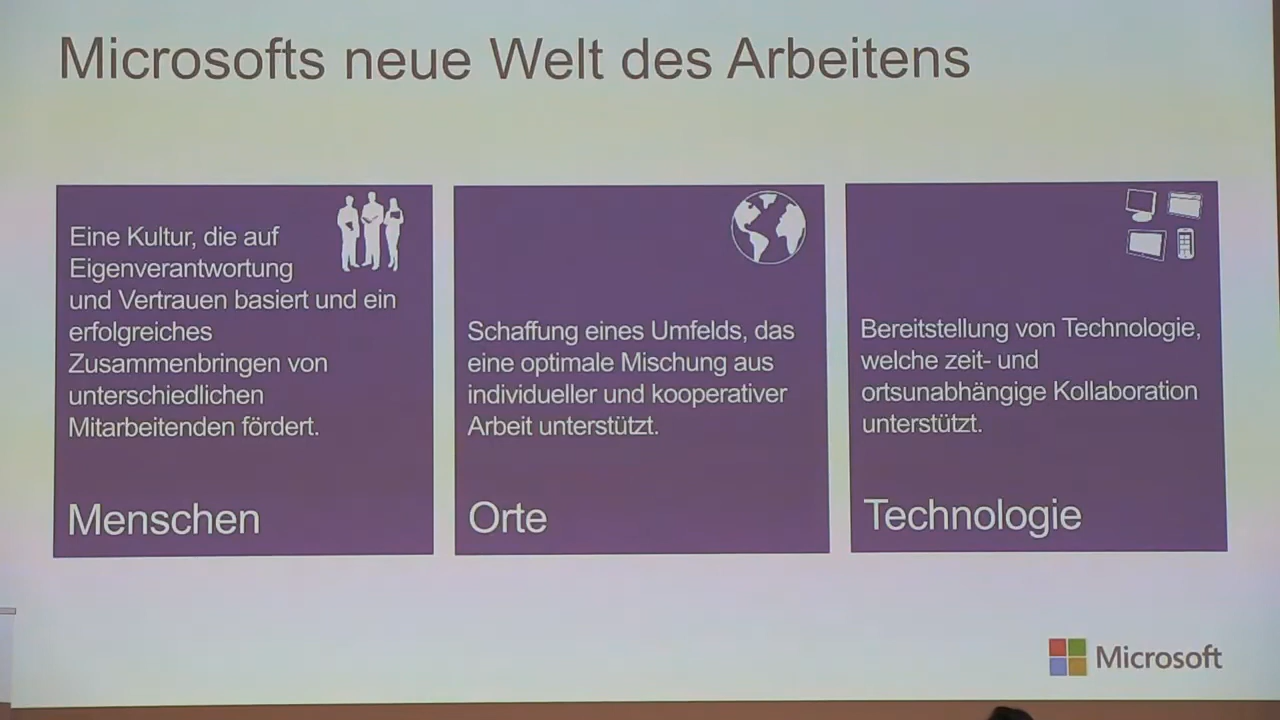 Microsofts neue Welt des Arbeitens
Eine Kultur, die auf
Eigenverantwortung
und Vertrauen basiert und ein
erfolgreiches
Zusammenbringen von
unterschiedlichen
Mitarbeitenden fördert.
Menschen
Schaffung eines Umfelds, das
eine optimale Mischung aus
individueller und kooperativer
Arbeit unterstützt.
Orte
Bereitstellung von Technologie,
welche zeit- und
ortsunabhängige Kollaboration
unterstützt.
Technologie
Microsoft